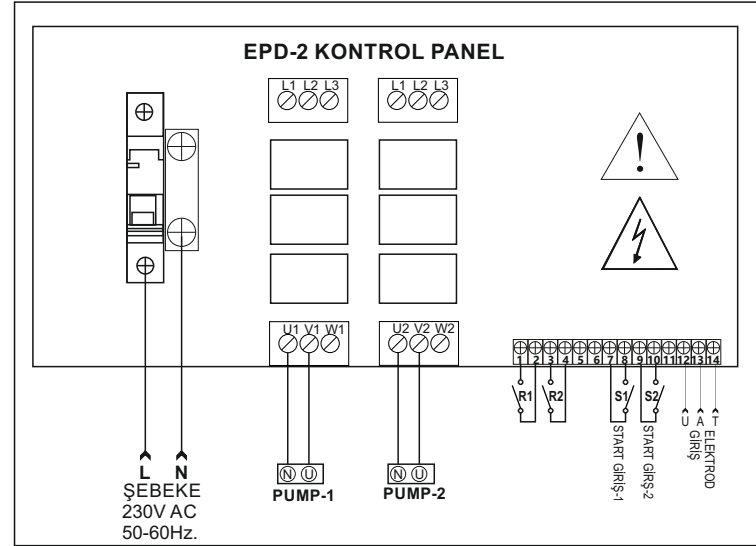 EPD-2 KONTROL PANEL
L1 L2 L3
L1 L2 L3
!
U1 V1 W1
U2 V2 W2
1 2 3 4 5 6 7 8 9 10 11 12 13 14
R1
R2
S1
S2
START GİRŞ-1
START GİRŞ-2
U
A
T
GİRİŞ
ELEKTROD
L N
ŞEBEKE
230V AC
50-60Hz.
N U
PUMP-1
N U
PUMP-2